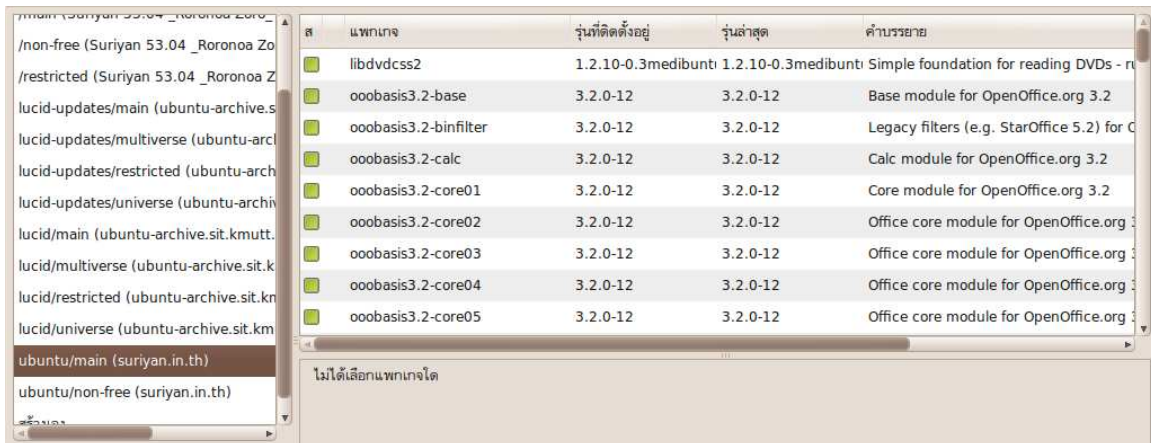 /non-free (Suriyan 53.04 _Roronoa Zo
/restricted (Suriyan 53.04 _Roronoa Z
lucid-updates/main (ubuntu-archive.s
lucid-updates/multiverse (ubuntu-arcl
lucid-updates/restricted (ubuntu-arch
lucid-updates/universe (ubuntu-archiv
lucid/main (ubuntu-archive.sit.kmutt.
lucid/multiverse (ubuntu-archive.sit.k
lucid/restricted (ubuntu-archive.sit.kn
lucid/universe (ubuntu-archive.sit.km
ubuntu/main (suriyan.in.th)
ubuntu/non-free (suriyan.in.th)
ส แพกเกจ รุ่นที่ติดตั้งอยู่ รุ่นล่าสุด คำบรรยาย
libdvdcss2 1.2.10-0.3medibuntu 1.2.10-0.3medibuntu Simple foundation for reading DVDs - ru
ooobasis3.2-base 3.2.0-12 3.2.0-12 Base module for OpenOffice.org 3.2
ooobasis3.2-binfilter 3.2.0-12 3.2.0-12 Legacy filters (e.g. StarOffice 5.2) for O
ooobasis3.2-calc 3.2.0-12 3.2.0-12 Calc module for OpenOffice.org 3.2
ooobasis3.2-core01 3.2.0-12 3.2.0-12 Core module for OpenOffice.org 3.2
ooobasis3.2-core02 3.2.0-12 3.2.0-12 Office core module for OpenOffice.org 3
ooobasis3.2-core03 3.2.0-12 3.2.0-12 Office core module for OpenOffice.org 3
ooobasis3.2-core04 3.2.0-12 3.2.0-12 Office core module for OpenOffice.org 3
ooobasis3.2-core05 3.2.0-12 3.2.0-12 Office core module for OpenOffice.org 3
ไม่ได้เลือกแพกเกจใด